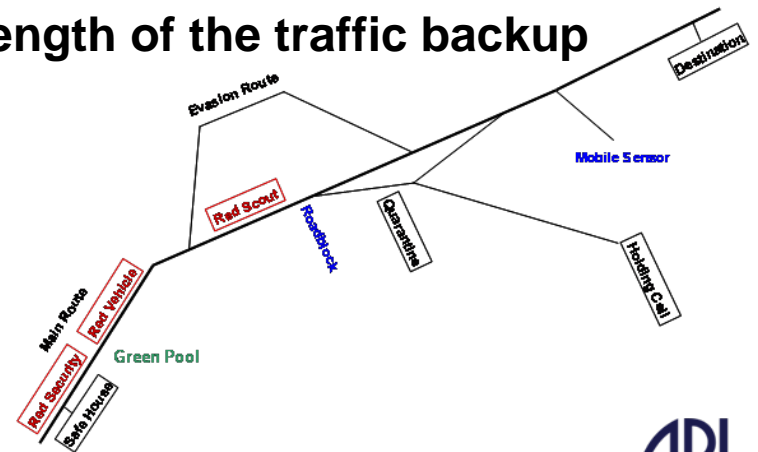 ength of the traffic backup
Destination
Evasion Route
Mobile Sensor
Red Scout
Roadblock
Quarantine
Holding Cell
Main Route
Red Vehicle
Green Pool
Red Security
Safe House